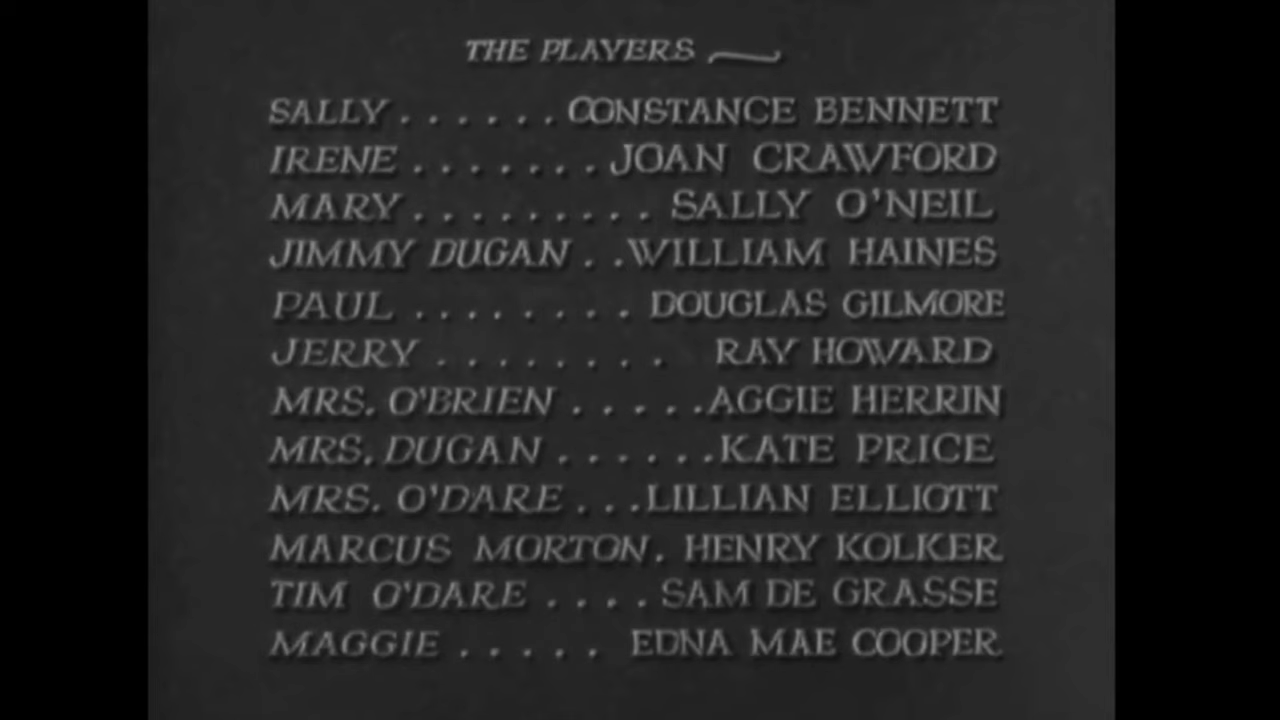 THE PLAYERS
SALLY . . . . . . CONSTANCE BENNETT
IRENE . . . . . . . JOAN CRAWFORD
MARY . . . . . . . . . SALLY O'NEIL
JIMMY DUGAN . . WILLIAM HAINES
PAUL . . . . . . . . DOUGLAS GILMORE
JERRY . . . . . . . . RAY HOWARD
MRS. O'BRIEN . . . . . AGGIE HERRIN
MRS. DUGAN . . . . . . KATE PRICE
MRS. O'DARE . . . LILLIAN ELLIOTT
MARCUS MORTON . HENRY KOLKER
TIM O'DARE . . . . SAM DE GRASSE
MAGGIE . . . . . EDNA MAE COOPER